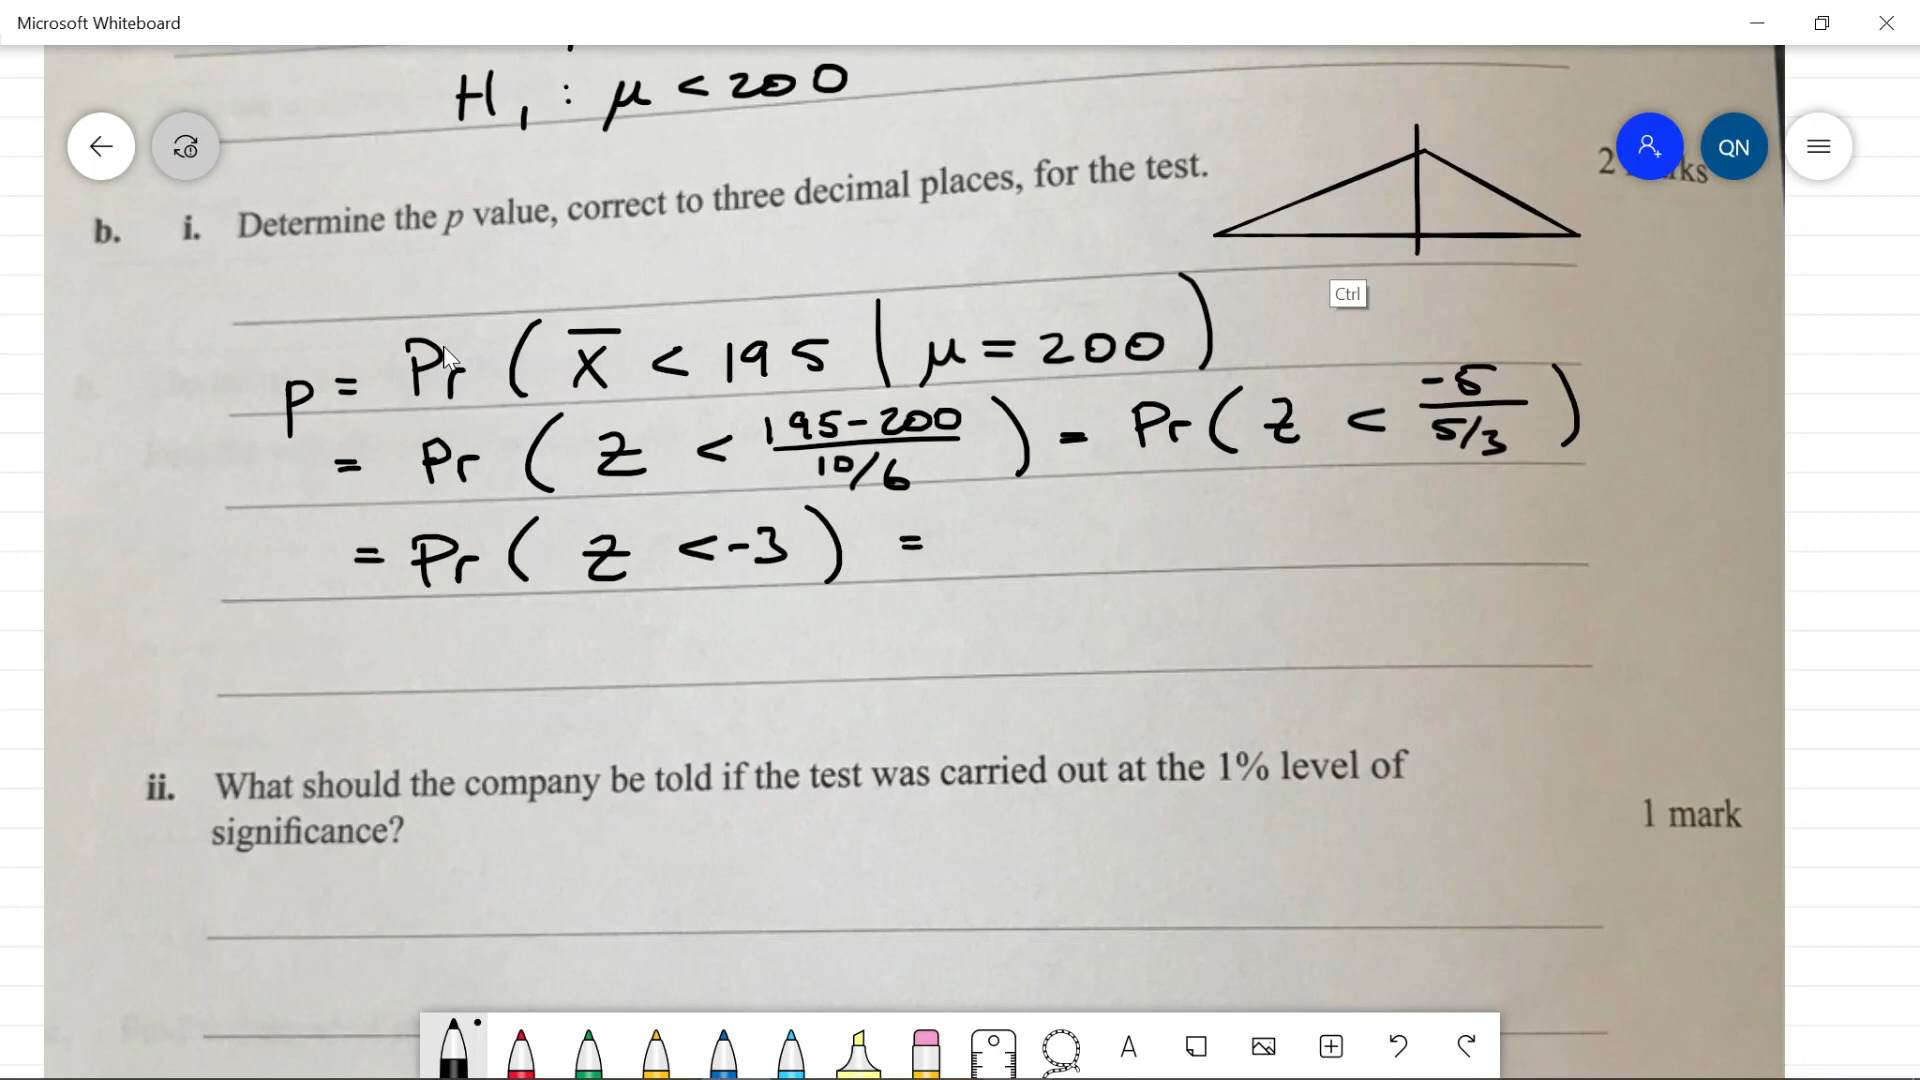 Microsoft Whiteboard
H₁ : μ < 200
QN
b. i. Determine the p value, correct to three decimal places, for the test.
2
Ctrl
p = Pr ( X̅ < 195 | μ = 200 )
= Pr ( Z < (195-200)/(10/6) ) = Pr ( Z < -5/(5/3) )
= Pr ( Z < -3 ) =
ii. What should the company be told if the test was carried out at the 1% level of
significance?
1 mark
A